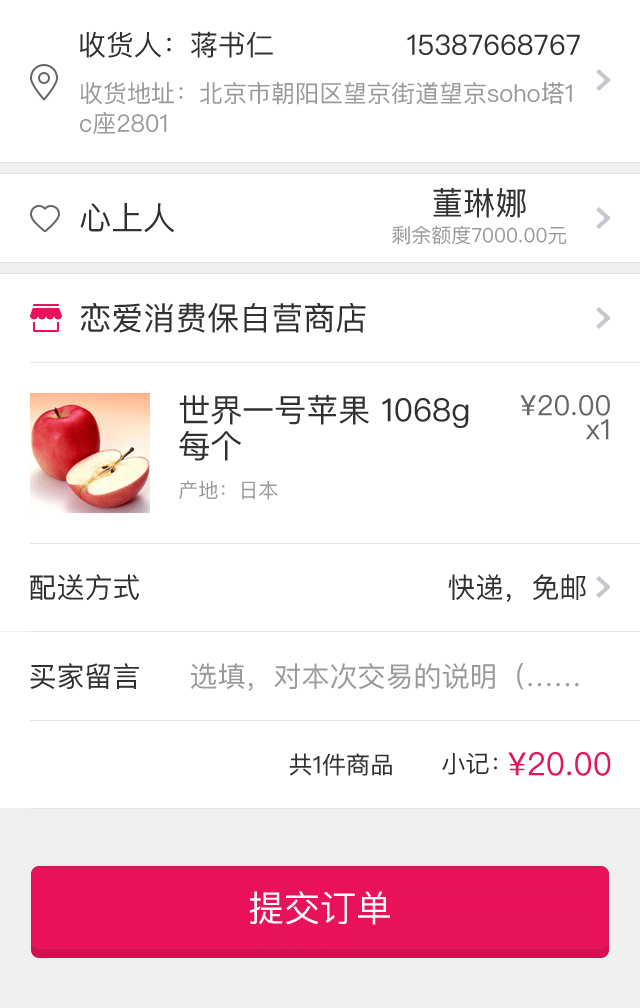 收货人：蒋书仁 15387668767
收货地址：北京市朝阳区望京街道望京soho塔1
c座2801
心上人 董琳娜
剩余额度7000.00元
恋爱消费保自营商店
世界一号苹果 1068g ¥20.00
每个 x1
产地：日本
配送方式 快递，免邮
买家留言 选填，对本次交易的说明（……
共1件商品 小记：¥20.00
提交订单